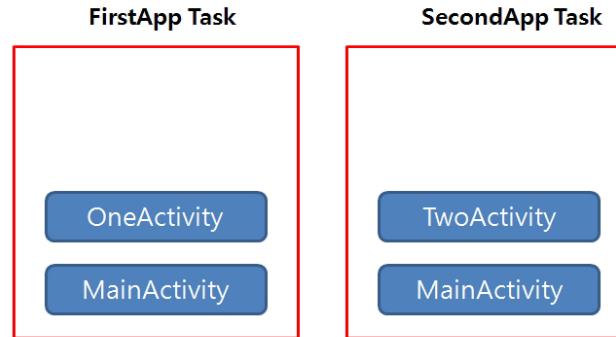 FirstApp Task
SecondApp Task
OneActivity
TwoActivity
MainActivity
MainActivity